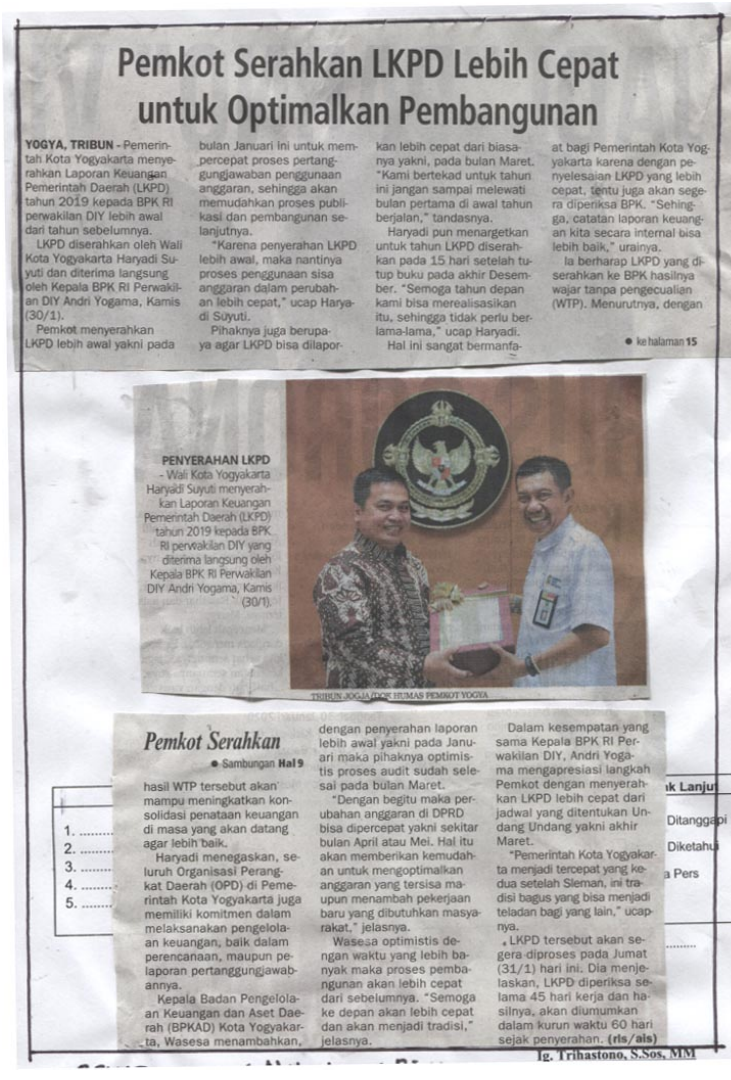 Pemkot Serahkan LKPD Lebih Cepat
untuk Optimalkan Pembangunan
YOGYA, TRIBUN - Pemerin-
tah Kota Yogyakarta menye-
rahkan Laporan Keuangan
Pemerintah Daerah (LKPD)
tahun 2019 kepada BPK RI
perwakilan DIY lebih awal
dari tahun sebelumnya.
LKPD diserahkan oleh Wali
Kota Yogyakarta Haryadi Su-
yuti dan diterima langsung
oleh Kepala BPK RI Perwakil-
an DIY Andri Yogama, Kamis
(30/1).
Pemkot menyerahkan
LKPD lebih awal yakni pada
bulan Januari ini untuk mem-
percepat proses pertang-
gungjawaban penggunaan
anggaran, sehingga akan
memudahkan proses publi-
kasi dan pembangunan se-
lanjutnya.
"Karena penyerahan LKPD
lebih awal, maka nantinya
proses penggunaan sisa
anggaran dalam perubah-
an lebih cepat," ucap Harya-
di Suyuti.
Pihaknya juga berupa-
ya agar LKPD bisa dilapor-
kan lebih cepat dari biasa-
nya yakni, pada bulan Maret.
"Kami bertekad untuk tahun
ini jangan sampai melewati
bulan pertama di awal tahun
berjalan," tandasnya.
Haryadi pun menargetkan
untuk tahun LKPD diserah-
kan pada 15 hari setelah tu-
tup buku pada akhir Desem-
ber. "Semoga tahun depan
kami bisa merealisasikan
itu, sehingga tidak perlu ber-
lama-lama," ucap Haryadi.
Hal ini sangat bermanfa-
at bagi Pemerintah Kota Yog-
yakarta karena dengan pe-
nyelesaian LKPD yang lebih
cepat, tentu juga akan sege-
ra diperiksa BPK. "Sehing-
ga, catatan laporan keuang-
an kita secara internal bisa
lebih baik," urainya.
Ia berharap LKPD yang di-
serahkan ke BPK hasilnya
wajar tanpa pengecualian
(WTP). Menurutnya, dengan
● ke halaman 15
PENYERAHAN LKPD
- Wali Kota Yogyakarta
Haryadi Suyuti menyerah-
kan Laporan Keuangan
Pemerintah Daerah (LKPD)
tahun 2019 kepada BPK
RI perwakilan DIY yang
diterima langsung oleh
Kepala BPK RI Perwakilan
DIY Andri Yogama, Kamis
(30/1).
TRIBUN JOGJA/DOK HUMAS PEMKOT YOGYA
Pemkot Serahkan
● Sambungan Hal 9
hasil WTP tersebut akan
mampu meningkatkan kon-
solidasi penataan keuangan
di masa yang akan datang
agar lebih baik.
Haryadi menegaskan, se-
luruh Organisasi Perang-
kat Daerah (OPD) di Peme-
rintah Kota Yogyakarta juga
memiliki komitmen dalam
melaksanakan pengelola-
an keuangan, baik dalam
perencanaan, maupun pe-
laporan pertanggungjawab-
annya.
Kepala Badan Pengelola-
an Keuangan dan Aset Dae-
rah (BPKAD) Kota Yogyakar-
ta, Wasesa menambahkan,
dengan penyerahan laporan
lebih awal yakni pada Janu-
ari maka pihaknya optimis-
tis proses audit sudah sele-
sai pada bulan Maret.
"Dengan begitu maka per-
ubahan anggaran di DPRD
bisa dipercepat yakni sekitar
bulan April atau Mei. Hal itu
akan memberikan kemudah-
an untuk mengoptimalkan
anggaran yang tersisa ma-
upun menambah pekerjaan
baru yang dibutuhkan masya-
rakat," jelasnya.
Wasesa optimistis de-
ngan waktu yang lebih ba-
nyak maka proses pemba-
ngunan akan lebih cepat
dari sebelumnya. "Semoga
ke depan akan lebih cepat
dan akan menjadi tradisi,"
jelasnya.
Dalam kesempatan yang
sama Kepala BPK RI Per-
wakilan DIY, Andri Yoga-
ma mengapresiasi langkah
Pemkot dengan menyerah-
kan LKPD lebih cepat dari
jadwal yang ditentukan Un-
dang Undang yakni akhir
Maret.
"Pemerintah Kota Yogyakar-
ta menjadi tercepat yang ke-
dua setelah Sleman, ini tra-
disi bagus yang bisa menjadi
teladan bagi yang lain," ucap-
nya.
LKPD tersebut akan se-
gera diproses pada Jumat
(31/1) hari ini. Dia menje-
laskan, LKPD diperiksa se-
lama 45 hari kerja dan ha-
silnya, akan diumumkan
dalam kurun waktu 60 hari
sejak penyerahan. (rls/ais)
1. ..........
2. ..........
3. ..........
4. ..........
5. ..........
ak Lanjut
Ditanggapi
Diketahui
a Pers
Ig. Trihastono, S.Sos, MM